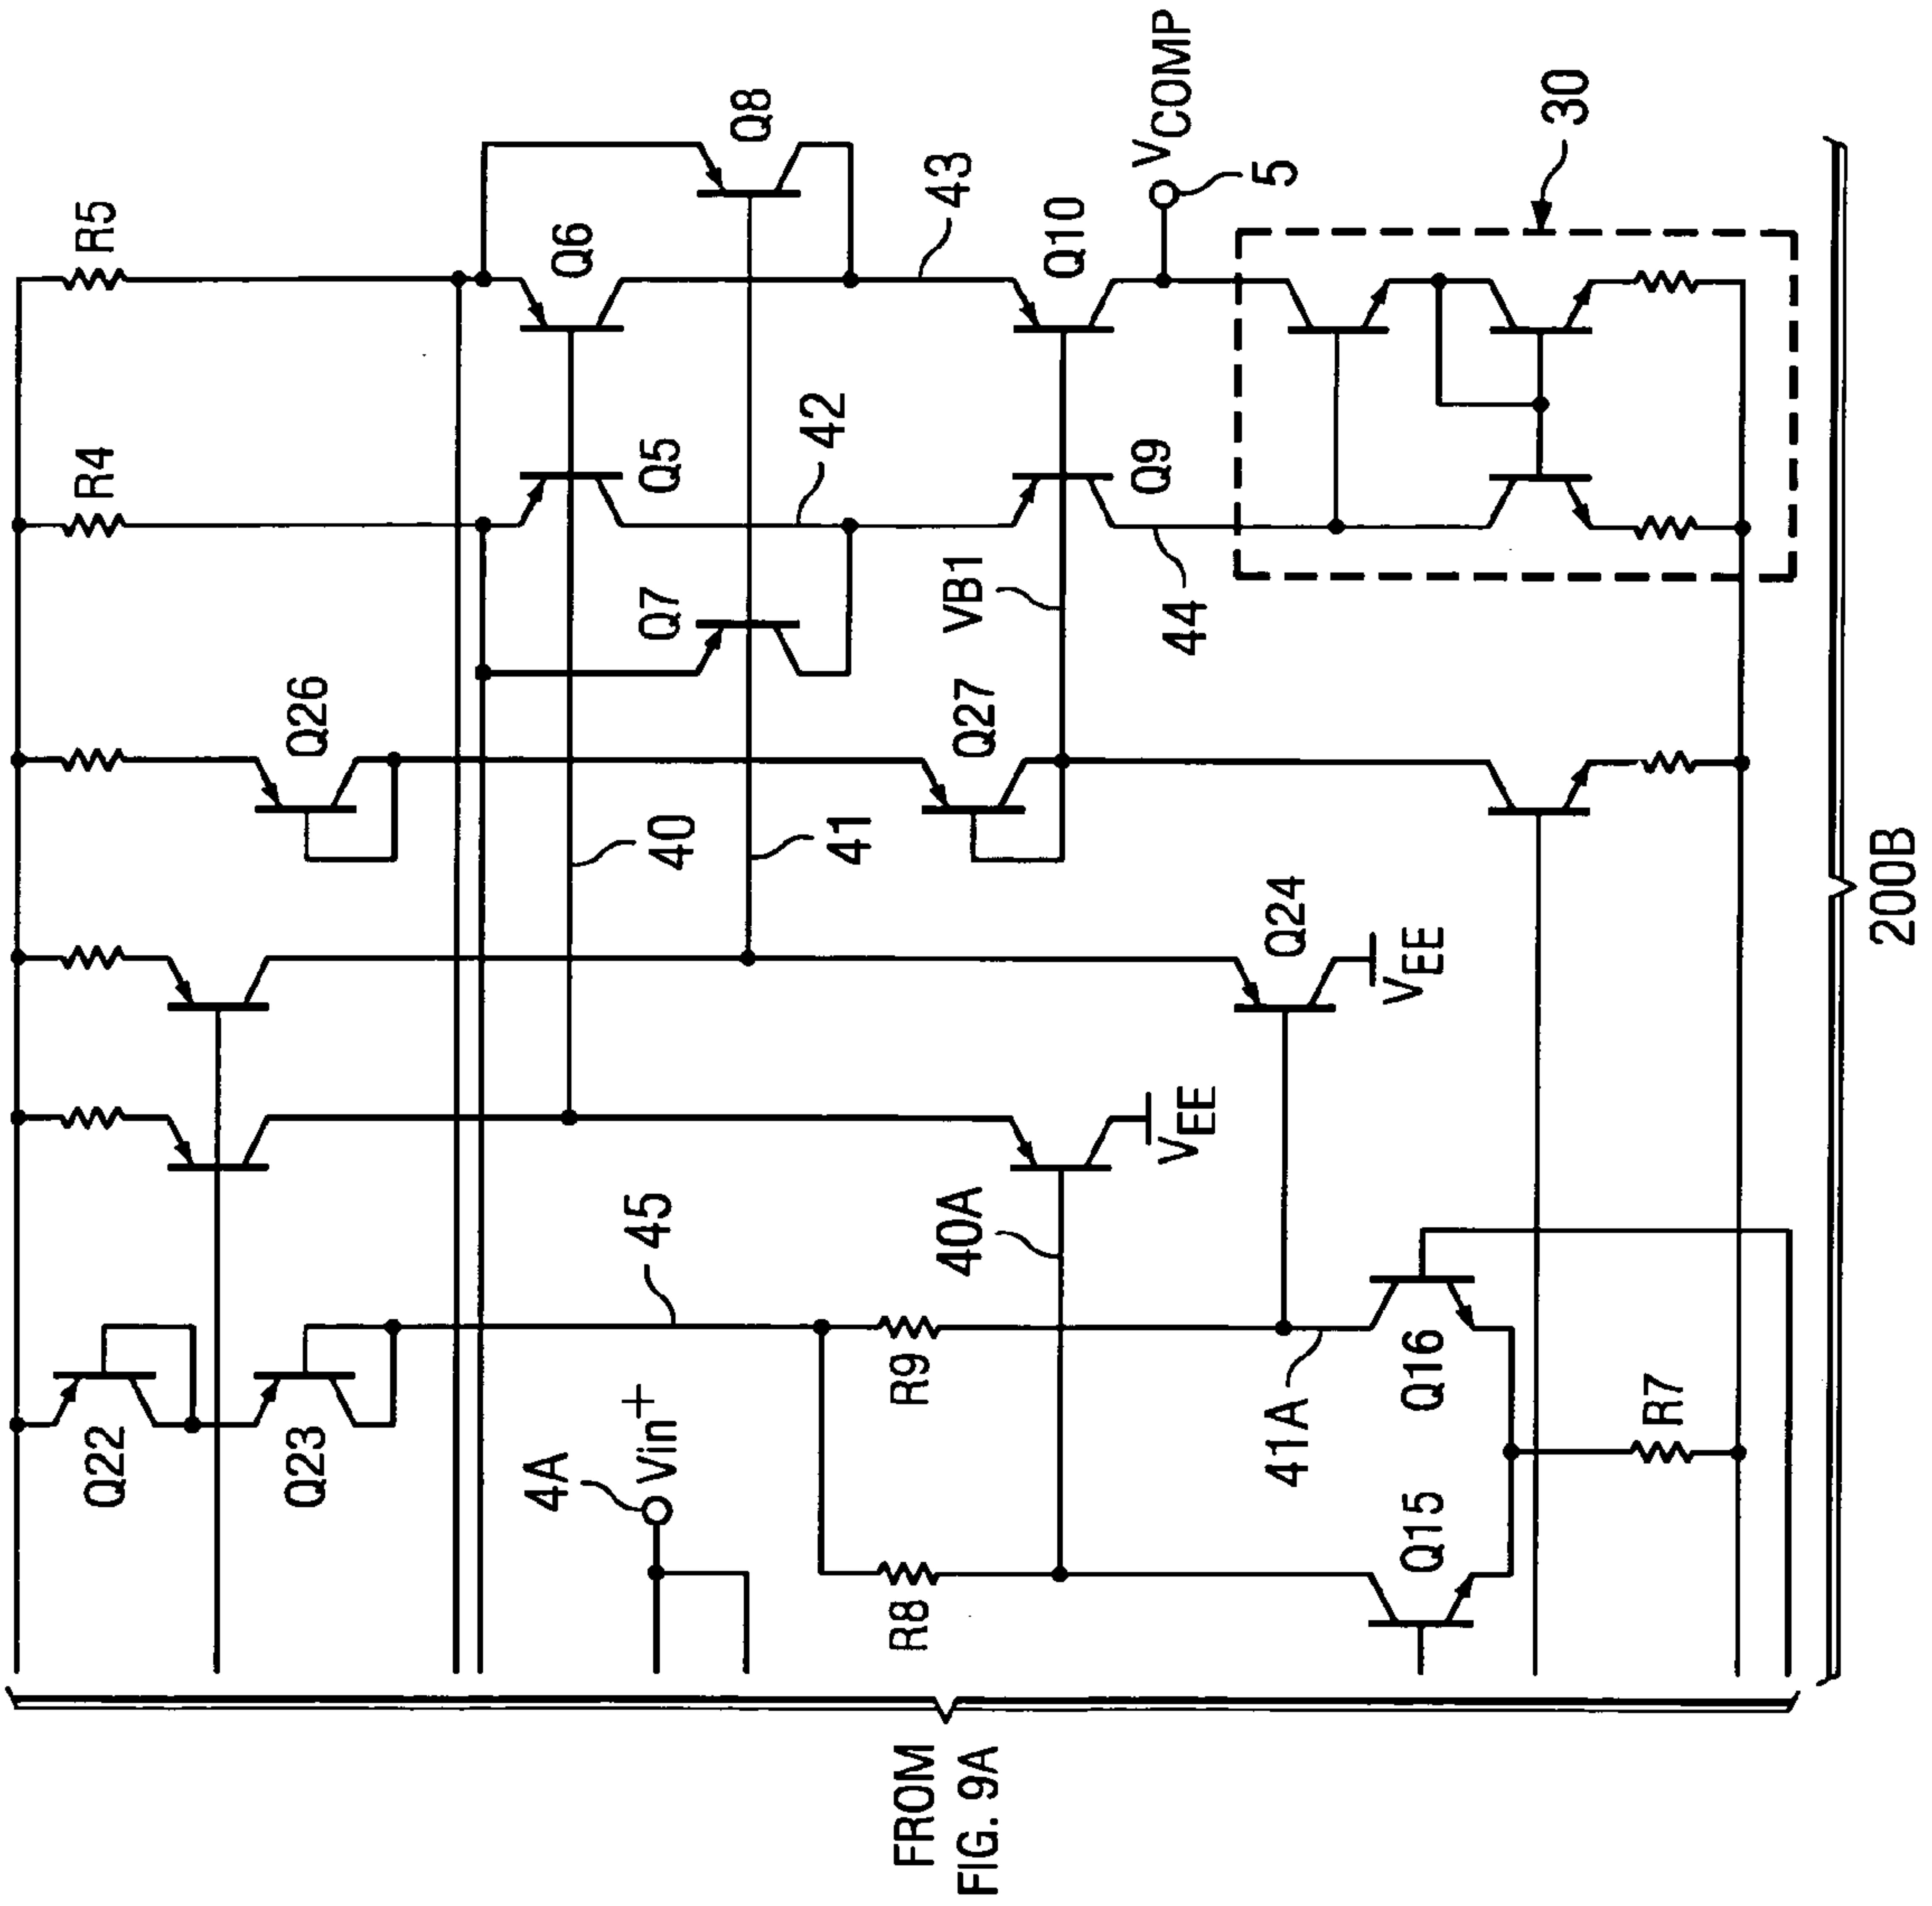 R5
R4
Q8
Q6
Q5
43
Q10
VCOMP
5
30
42
Q9
Q7
VB1
44
Q26
Q27
40
41
Q24
VEE
VEE
45
40A
Q22
Q23
4A
Vin+
R9
41A
Q16
R7
R8
Q15
200B
FROM
FIG. 9A